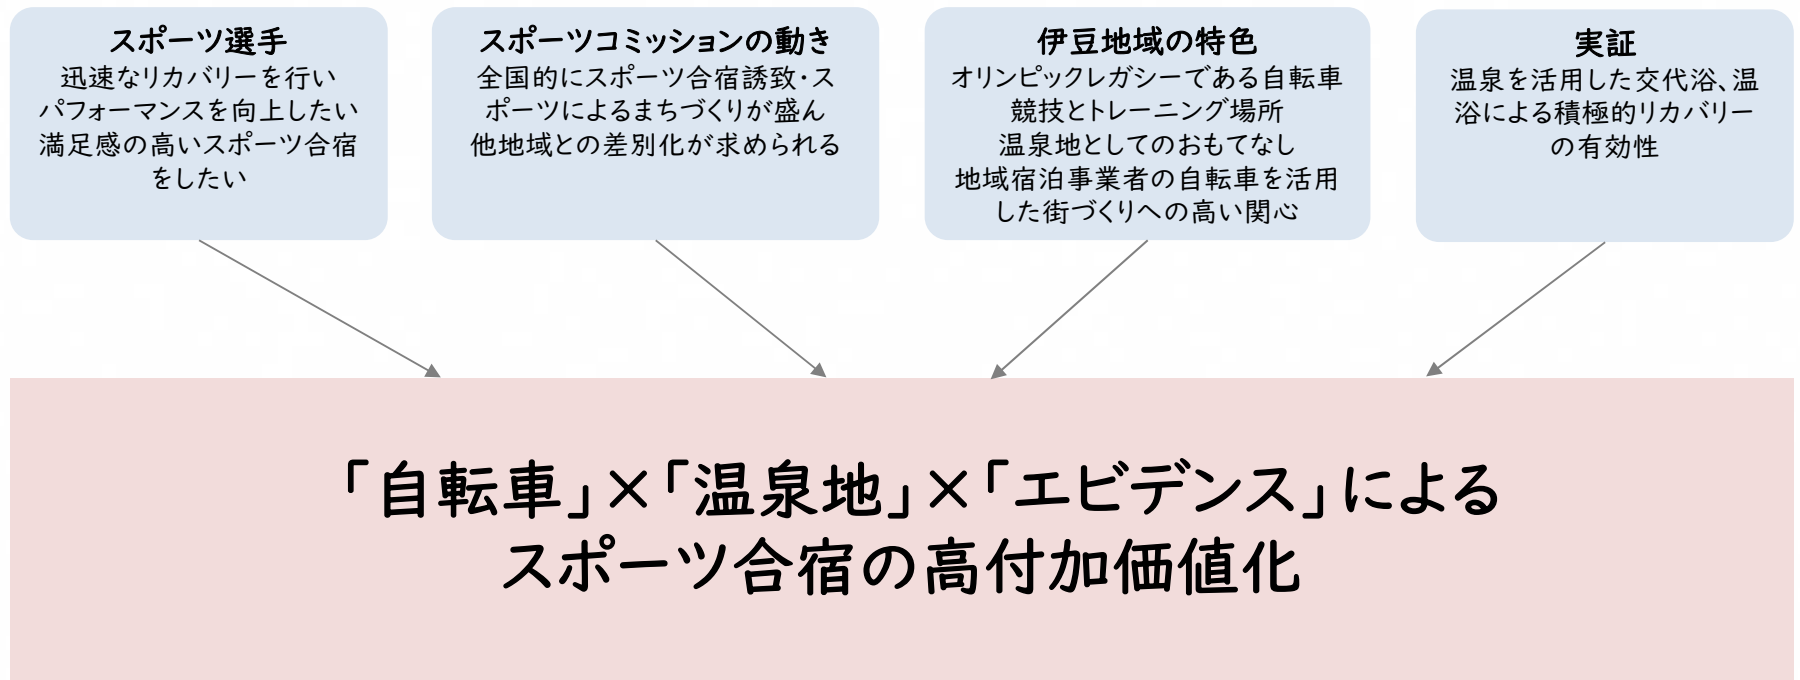 スポーツ選手
迅速なリカバリーを行い
パフォーマンスを向上したい
満足感の高いスポーツ合宿
をしたい
スポーツコミッションの動き
全国的にスポーツ合宿誘致・ス
ポーツによるまちづくりが盛ん
他地域との差別化が求められる
伊豆地域の特色
オリンピックレガシーである自転車
競技とトレーニング場所
温泉地としてのおもてなし
地域宿泊事業者の自転車を活用
した街づくりへの高い関心
実証
温泉を活用した交代浴、温
浴による積極的リカバリー
の有効性
「自転車」×「温泉地」×「エビデンス」による
スポーツ合宿の高付加価値化